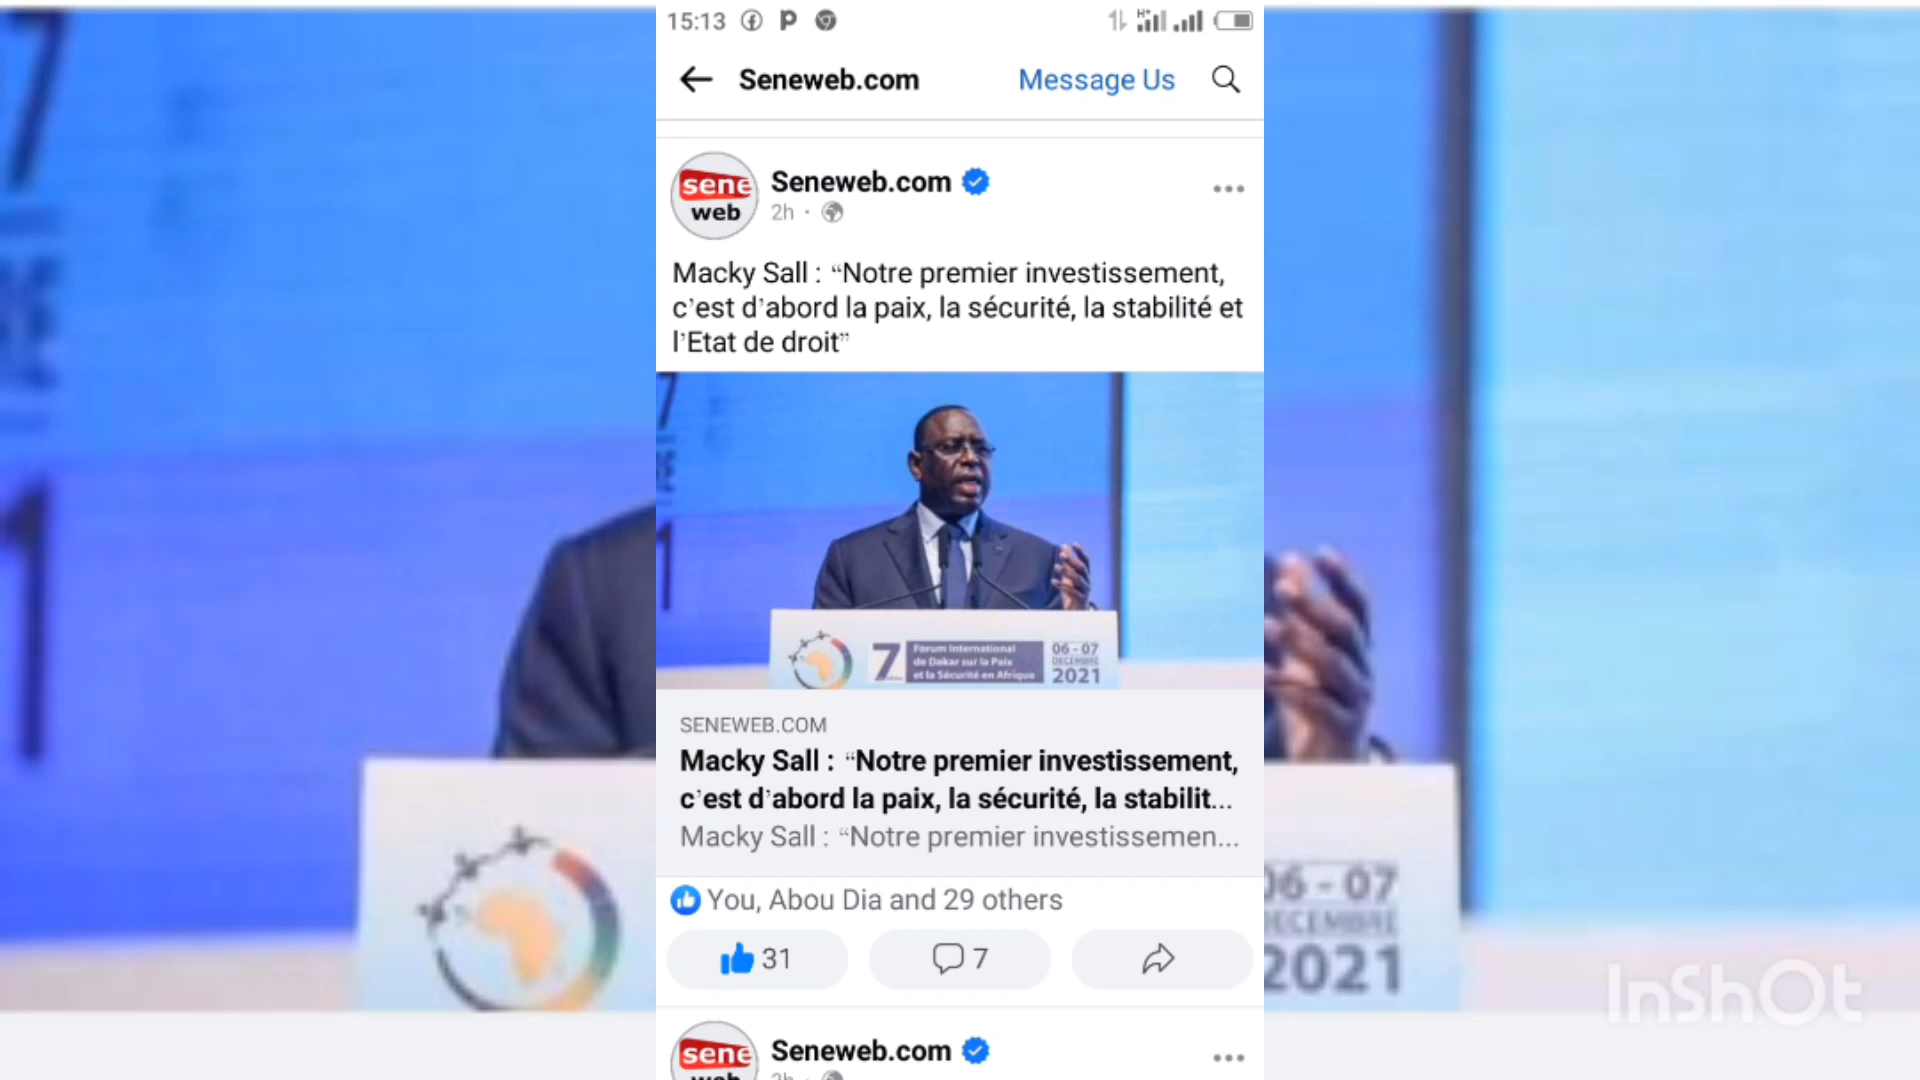 15:13
Seneweb.com Message Us
sene
web
Seneweb.com
2h
Macky Sall : “Notre premier investissement,
c’est d’abord la paix, la sécurité, la stabilité et
l’Etat de droit”
7
Forum International
de Dakar sur la Paix
et la Sécurité en Afrique
06 - 07
DECEMBRE
2021
SENEWEB.COM
Macky Sall : “Notre premier investissement,
c’est d’abord la paix, la sécurité, la stabilit...
Macky Sall : “Notre premier investissemen...
You, Abou Dia and 29 others
31
7
sene
web
Seneweb.com
2h
06 - 07
DECEMBRE
2021
InShOt